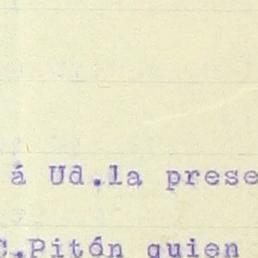 á Ud.la prese
C.Pitón quien